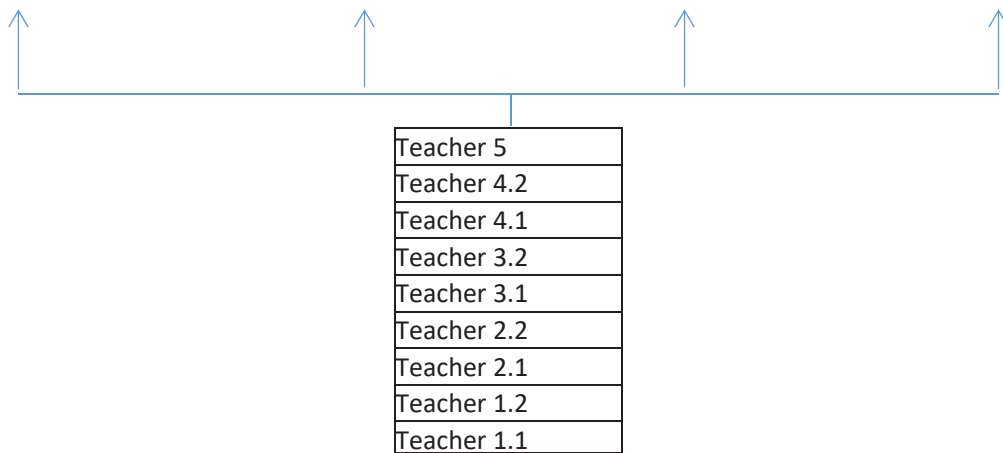 Teacher 5
Teacher 4.2
Teacher 4.1
Teacher 3.2
Teacher 3.1
Teacher 2.2
Teacher 2.1
Teacher 1.2
Teacher 1.1